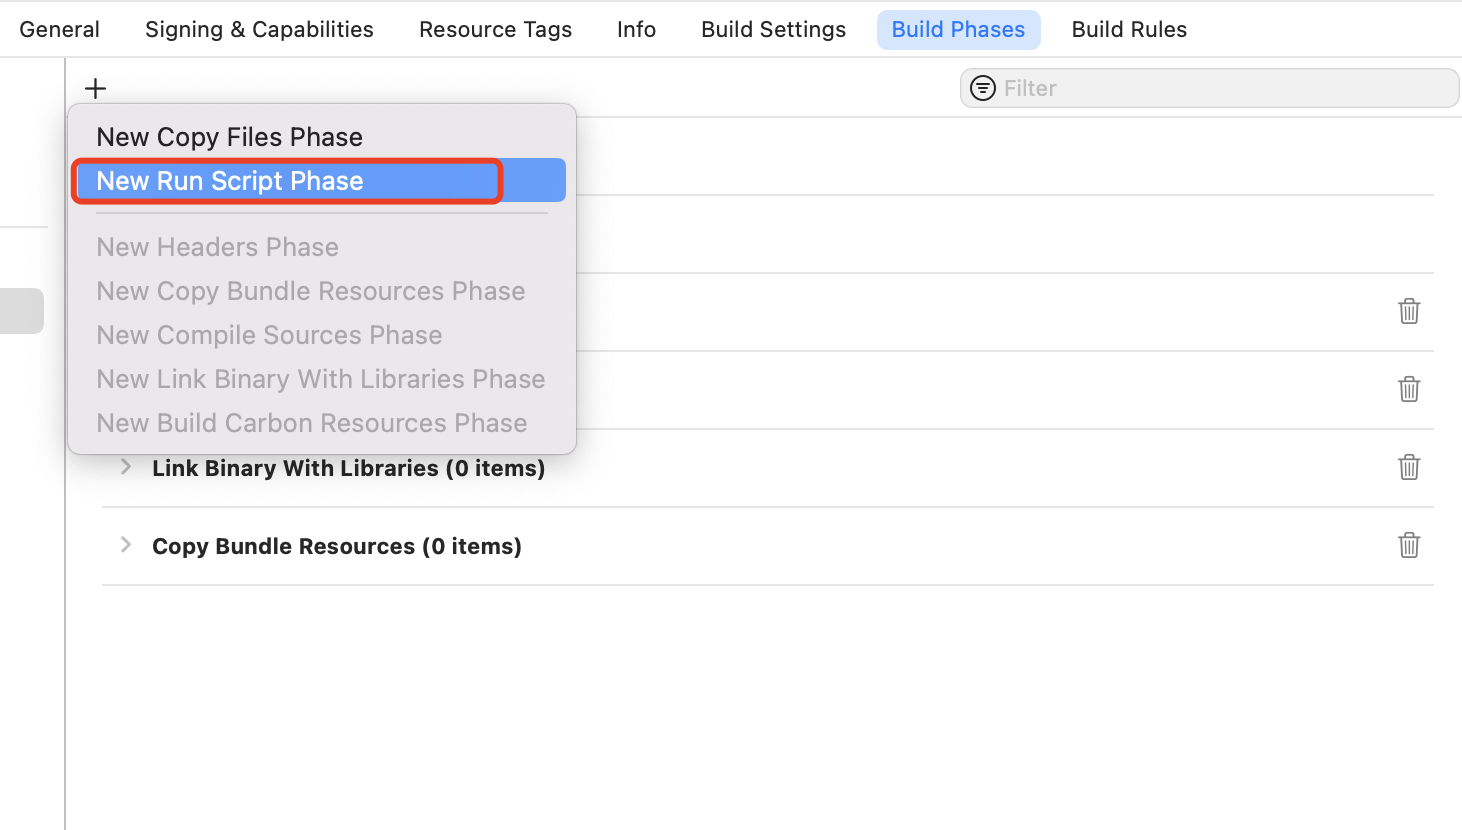 General Signing & Capabilities Resource Tags Info Build Settings Build Phases Build Rules
Filter
New Copy Files Phase
New Run Script Phase
New Headers Phase
New Copy Bundle Resources Phase
New Compile Sources Phase
New Link Binary With Libraries Phase
New Build Carbon Resources Phase
Link Binary With Libraries (0 items)
Copy Bundle Resources (0 items)